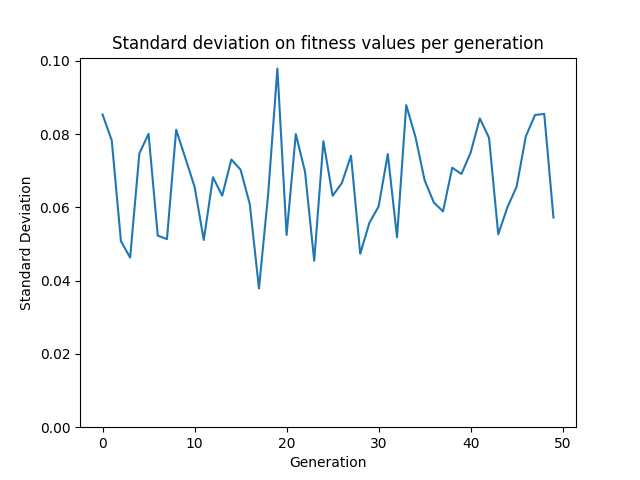 Standard deviation on fitness values per generation
0.10
0.08
0.06
0.04
0.02
0.00
Standard Deviation
0 10 20 30 40 50
Generation